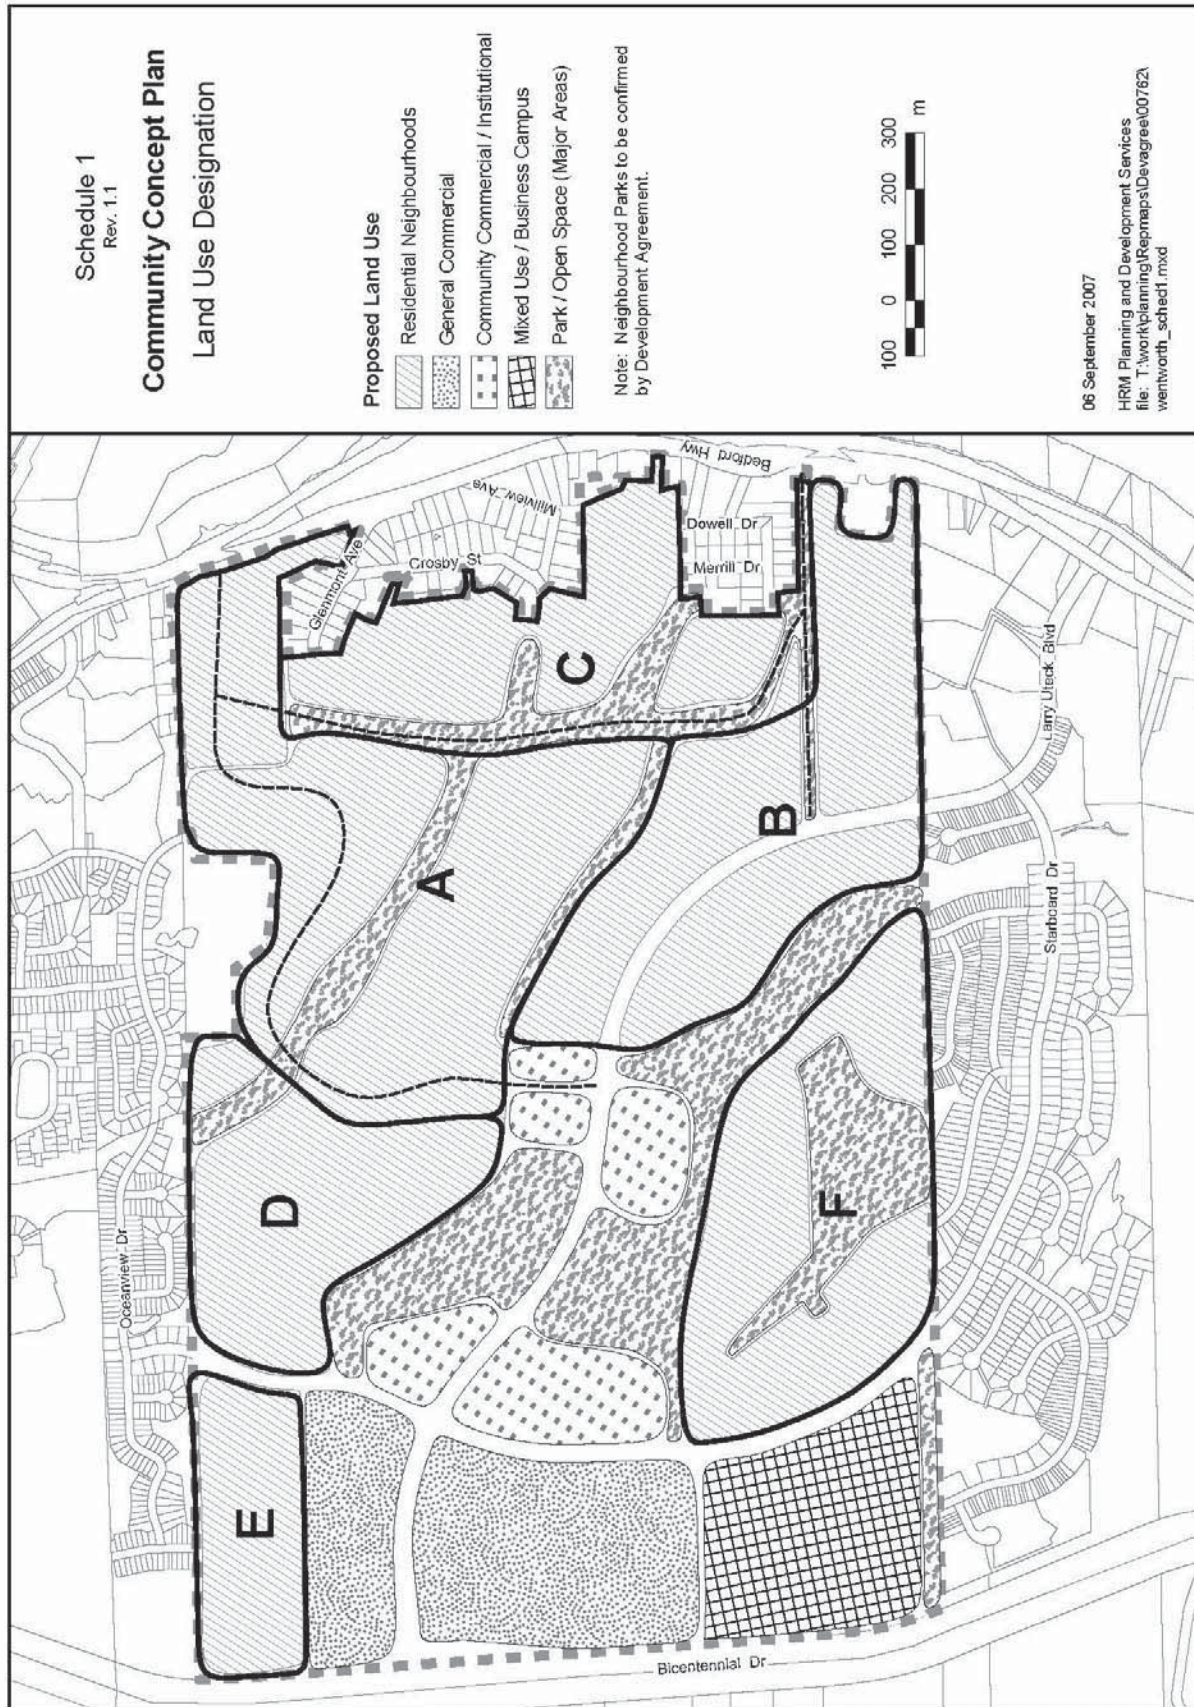 Schedule 1
Rev. 1.1
Community Concept Plan
Land Use Designation
Proposed Land Use
Residential Neighbourhoods
General Commercial
Community Commercial / Institutional
Mixed Use / Business Campus
Park / Open Space (Major Areas)
Note: Neighbourhood Parks to be confirmed
by Development Agreement.
100 0 100 200 300
m
06 September 2007
HRM Planning and Development Services
file: T:\work\planning\Repmaps\Devagree\00762\
wentworth_sched1.mxd
Bedford Hwy
Millview Ave
Glenmont Ave
Crosby St
Dowell Dr
Merrill Dr
Larry Uteck Blvd
Starboard Dr
Oceanview Dr
Bicentennial Dr
A
B
C
D
E
F